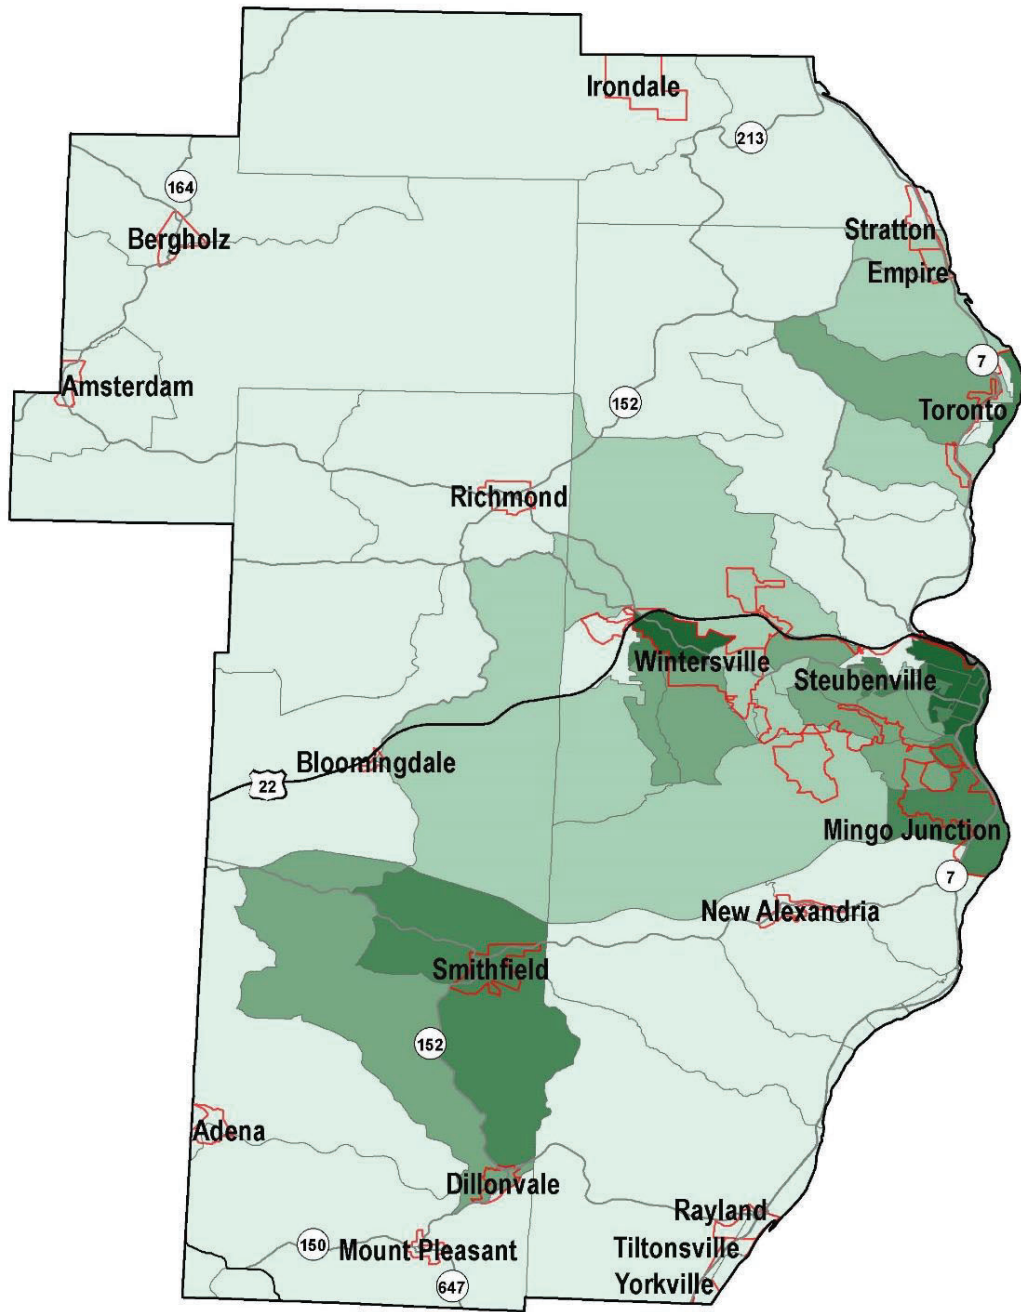 Irondale
213
164
Stratton
Bergholz
Empire
7
Amsterdam
152
Toronto
Richmond
Wintersville
Steubenville
Bloomingdale
22
Mingo Junction
7
New Alexandria
Smithfield
152
Adena
Dillonvale
Rayland
150
Mount Pleasant
Tiltonsville
647
Yorkville